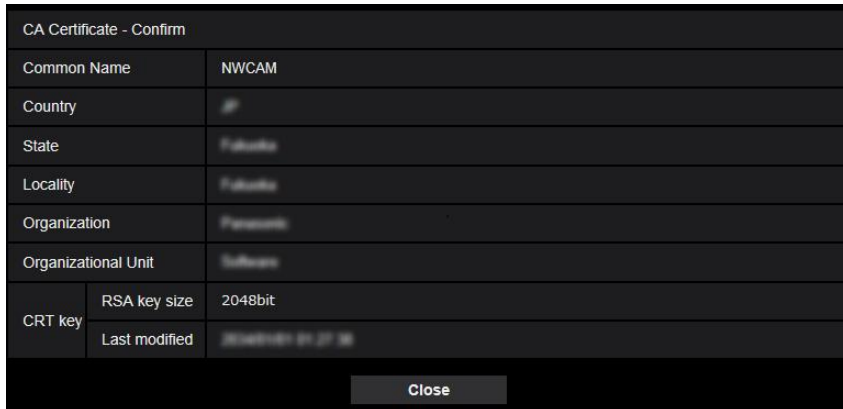 CA Certificate - Confirm
Common Name NWCAM
Country
State
Locality
Organization
Organizational Unit
CRT key
RSA key size 2048bit
Last modified
Close